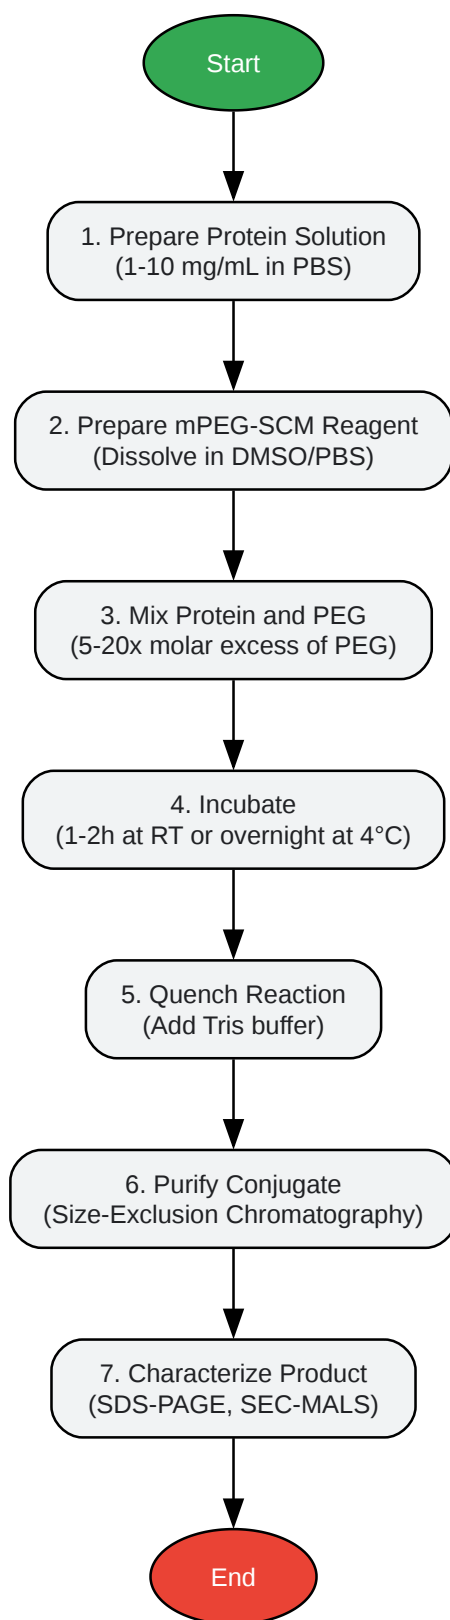 Start
1. Prepare Protein Solution
(1-10 mg/mL in PBS)
2. Prepare mPEG-SCM Reagent
(Dissolve in DMSO/PBS)
3. Mix Protein and PEG
(5-20x molar excess of PEG)
4. Incubate
(1-2h at RT or overnight at 4°C)
5. Quench Reaction
(Add Tris buffer)
6. Purify Conjugate
(Size-Exclusion Chromatography)
7. Characterize Product
(SDS-PAGE, SEC-MALS)
End